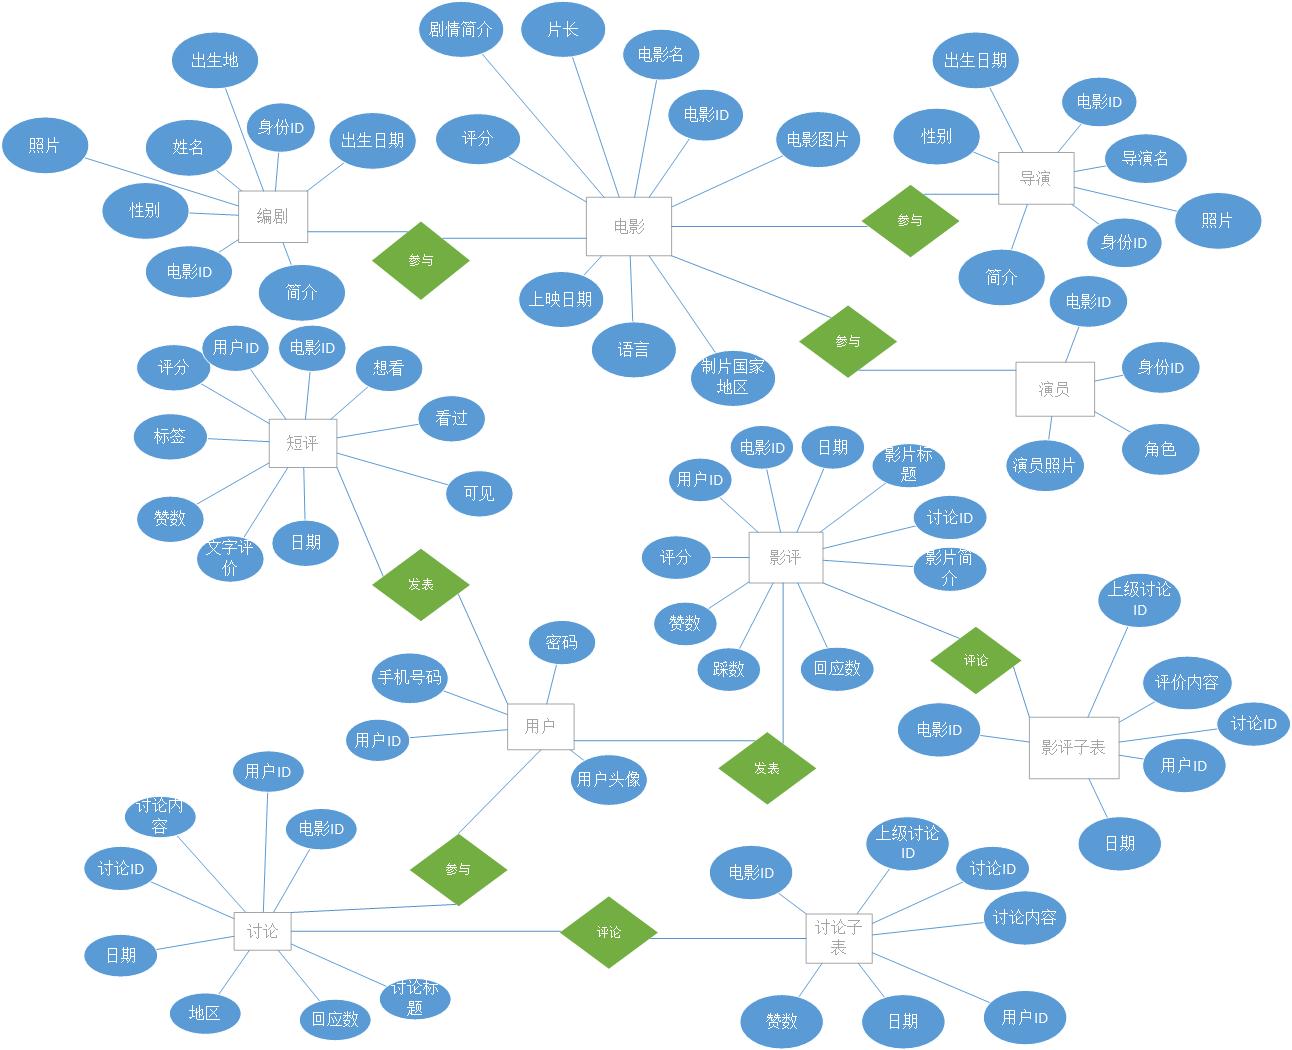 剧情简介
片长
电影名
出生地
出生日期
电影ID
电影ID
身份ID
评分
电影图片
性别
照片
姓名
出生日期
导演名
导演
性别
编剧
电影
参与
照片
参与
身份ID
电影ID
简介
简介
上映日期
电影ID
用户ID
电影ID
语言
参与
评分
想看
制片国家
地区
身份ID
演员
看过
标签
短评
电影ID
日期
影片标
题
角色
演员照片
用户ID
可见
赞数
讨论ID
日期
文字评
价
评分
影评
影片简
介
发表
上级讨论
ID
赞数
密码
评论
踩数
回应数
手机号码
评价内容
用户
用户ID
电影ID
讨论ID
影评子表
用户ID
发表
用户ID
用户头像
讨论内
容
电影ID
上级讨论
ID
日期
讨论ID
参与
电影ID
讨论ID
讨论内容
讨论
评论
讨论子
表
日期
讨论标
题
地区
回应数
赞数
日期
用户ID